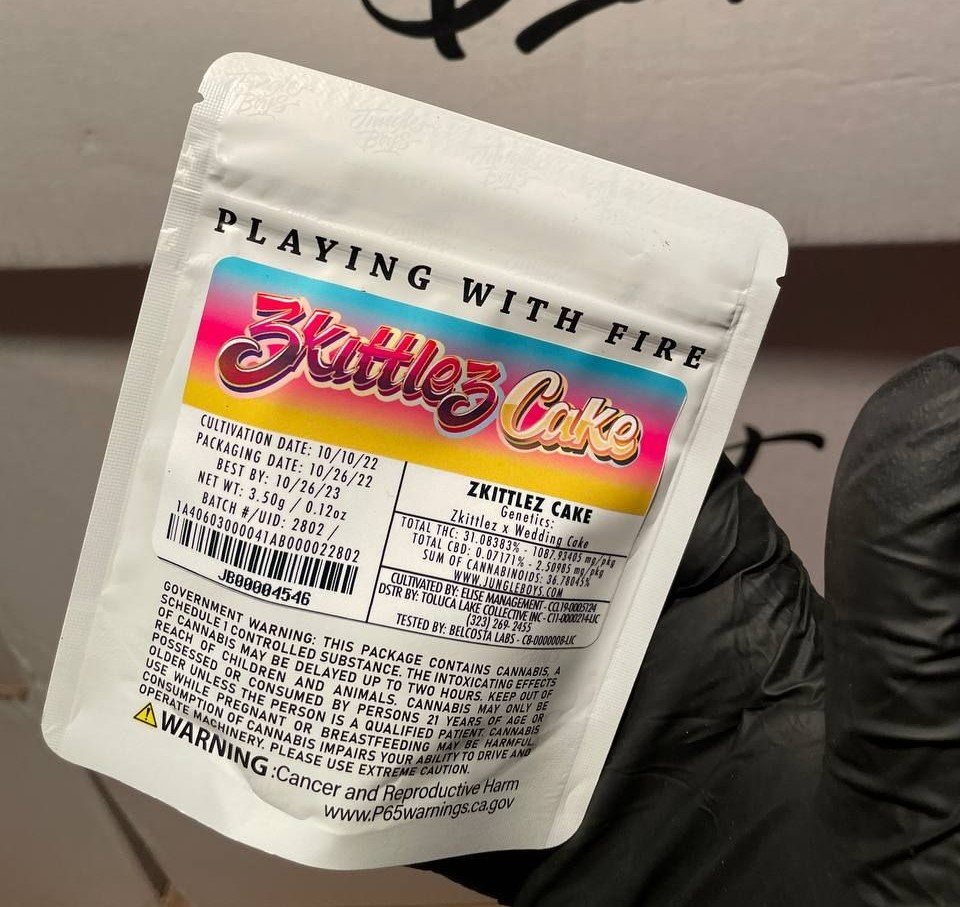 PLAYING WITH FIRE
Zkittlez Cake
CULTIVATION DATE: 10/10/22
PACKAGING DATE: 10/26/22
BEST BY: 10/26/23
NET WT: 3.50g / 0.12oz
BATCH #/UID: 2802 /
1A4060300041AB000022802
JB00004546
ZKITTLEZ CAKE
Genetics:
Zkittlez x Wedding Cake
TOTAL THC: 31.08383% - 1087.93405 mg/pkg
TOTAL CBD: 0.07171% - 2.50985 mg/pkg
SUM OF CANNABINOIDS: 36.78045%
WWW.JUNGLEBOYS.COM
CULTIVATED BY: ELISE MANAGEMENT - CCL19-0005724
DSTR BY: TOLUCA LAKE COLLECTIVE INC - C11-0000214-LIC
(323) 269-2455
TESTED BY: BELCOSTA LABS - C8-0000008-LIC
GOVERNMENT WARNING: THIS PACKAGE CONTAINS CANNABIS, A
SCHEDULE I CONTROLLED SUBSTANCE. THE INTOXICATING EFFECTS
OF CANNABIS MAY BE DELAYED UP TO TWO HOURS. KEEP OUT OF
REACH OF CHILDREN AND ANIMALS. CANNABIS MAY ONLY BE
POSSESSED OR CONSUMED BY PERSONS 21 YEARS OF AGE OR
OLDER UNLESS THE PERSON IS A QUALIFIED PATIENT. CANNABIS
USE WHILE PREGNANT OR BREASTFEEDING MAY BE HARMFUL.
CONSUMPTION OF CANNABIS IMPAIRS YOUR ABILITY TO DRIVE AND
OPERATE MACHINERY. PLEASE USE EXTREME CAUTION.
WARNING:Cancer and Reproductive Harm
www.P65warnings.ca.gov